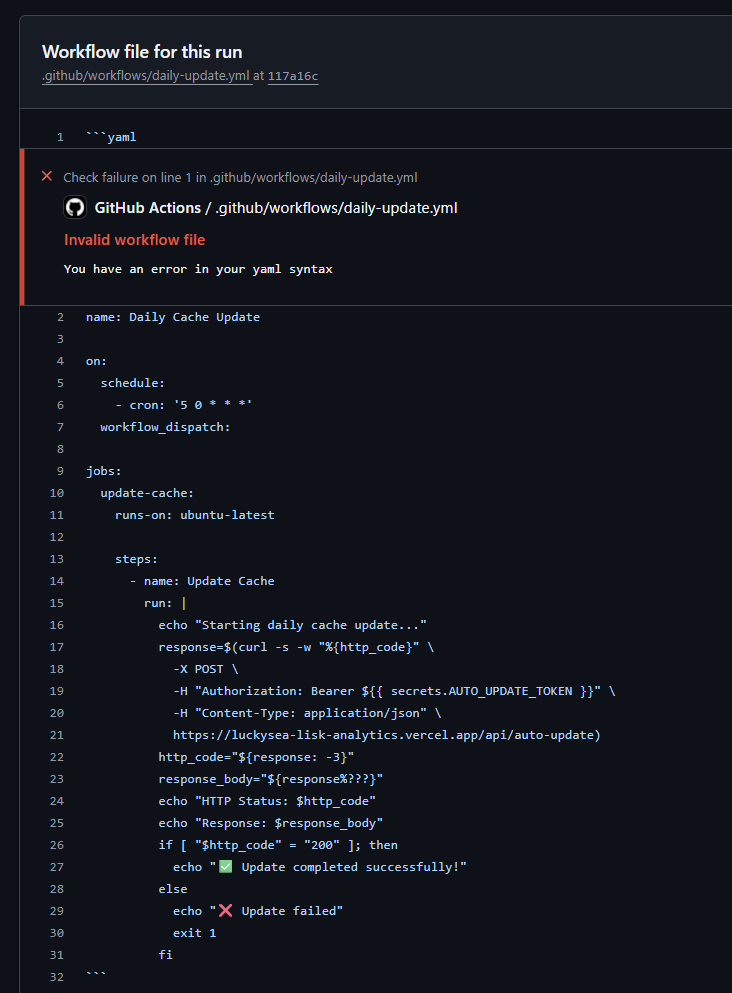 Workflow file for this run
.github/workflows/daily-update.yml at 117a16c
1 ```yaml
Check failure on line 1 in .github/workflows/daily-update.yml
GitHub Actions / .github/workflows/daily-update.yml
Invalid workflow file
You have an error in your yaml syntax
2 name: Daily Cache Update
3
4 on:
5   schedule:
6     - cron: '5 0 * * *'
7   workflow_dispatch:
8
9 jobs:
10   update-cache:
11     runs-on: ubuntu-latest
12
13     steps:
14       - name: Update Cache
15         run: |
16           echo "Starting daily cache update..."
17           response=$(curl -s -w "%{http_code}" \
18             -X POST \
19             -H "Authorization: Bearer ${{ secrets.AUTO_UPDATE_TOKEN }}" \
20             -H "Content-Type: application/json" \
21             https://luckysea-lisk-analytics.vercel.app/api/auto-update)
22           http_code="${response: -3}"
23           response_body="${response%???}"
24           echo "HTTP Status: $http_code"
25           echo "Response: $response_body"
26           if [ "$http_code" = "200" ]; then
27             echo "✅ Update completed successfully!"
28           else
29             echo "❌ Update failed"
30             exit 1
31           fi
32 ```